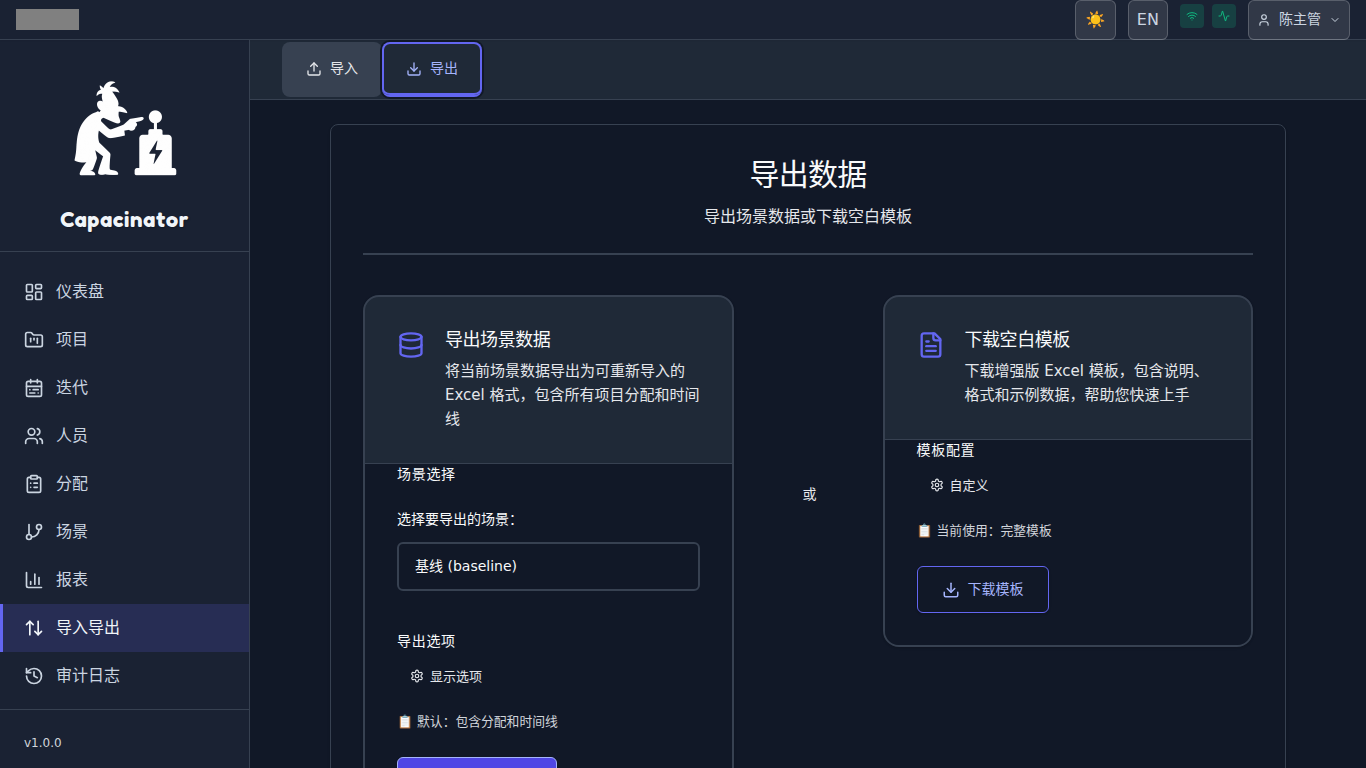 EN
陈主管
Capacinator
仪表盘
项目
迭代
人员
分配
场景
报表
导入导出
审计日志
v1.0.0
导入
导出
导出数据
导出场景数据或下载空白模板
导出场景数据
将当前场景数据导出为可重新导入的
Excel 格式，包含所有项目分配和时间
线
场景选择
选择要导出的场景：
基线 (baseline)
导出选项
显示选项
默认：包含分配和时间线
或
下载空白模板
下载增强版 Excel 模板，包含说明、
格式和示例数据，帮助您快速上手
模板配置
自定义
当前使用：完整模板
下载模板